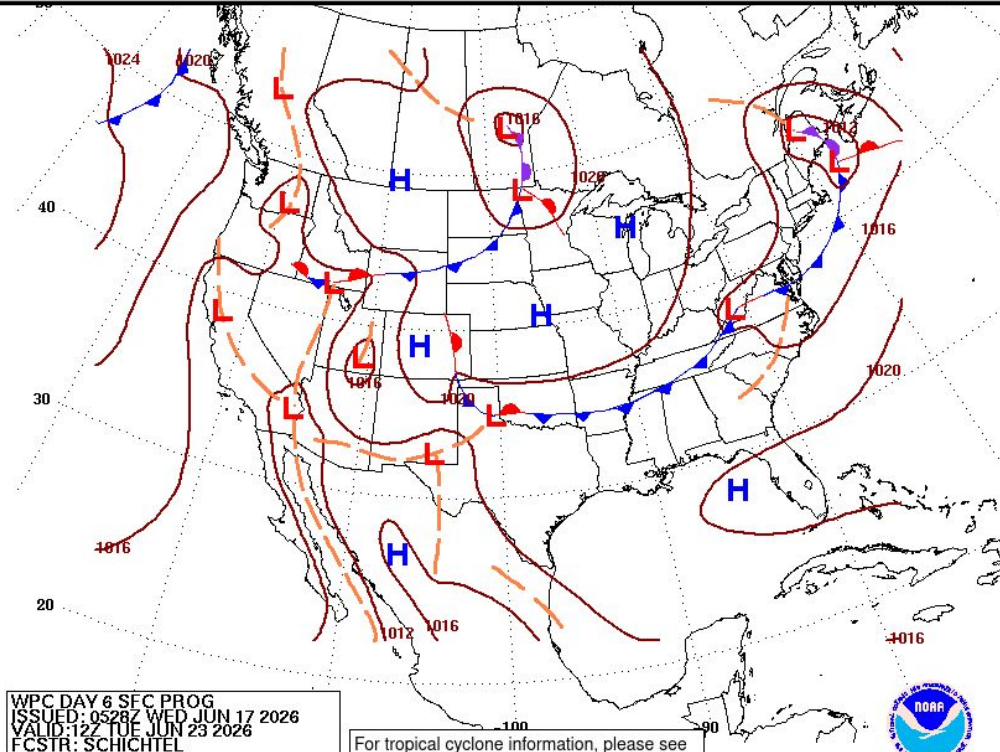 1024
1020
L
L
1016
L
1012
L
H
1020
L
40
L
H
1016
L
L
H
L
H
L
1016
1020
1020
30
L
L
L
H
1016
H
20
1012
1016
1016
WPC DAY 6 SFC PROG
ISSUED: 0528Z WED JUN 17 2026
VALID:12Z TUE JUN 23 2026
FCSTR: SCHICHTEL
-100
-90
For tropical cyclone information, please see
NOAA